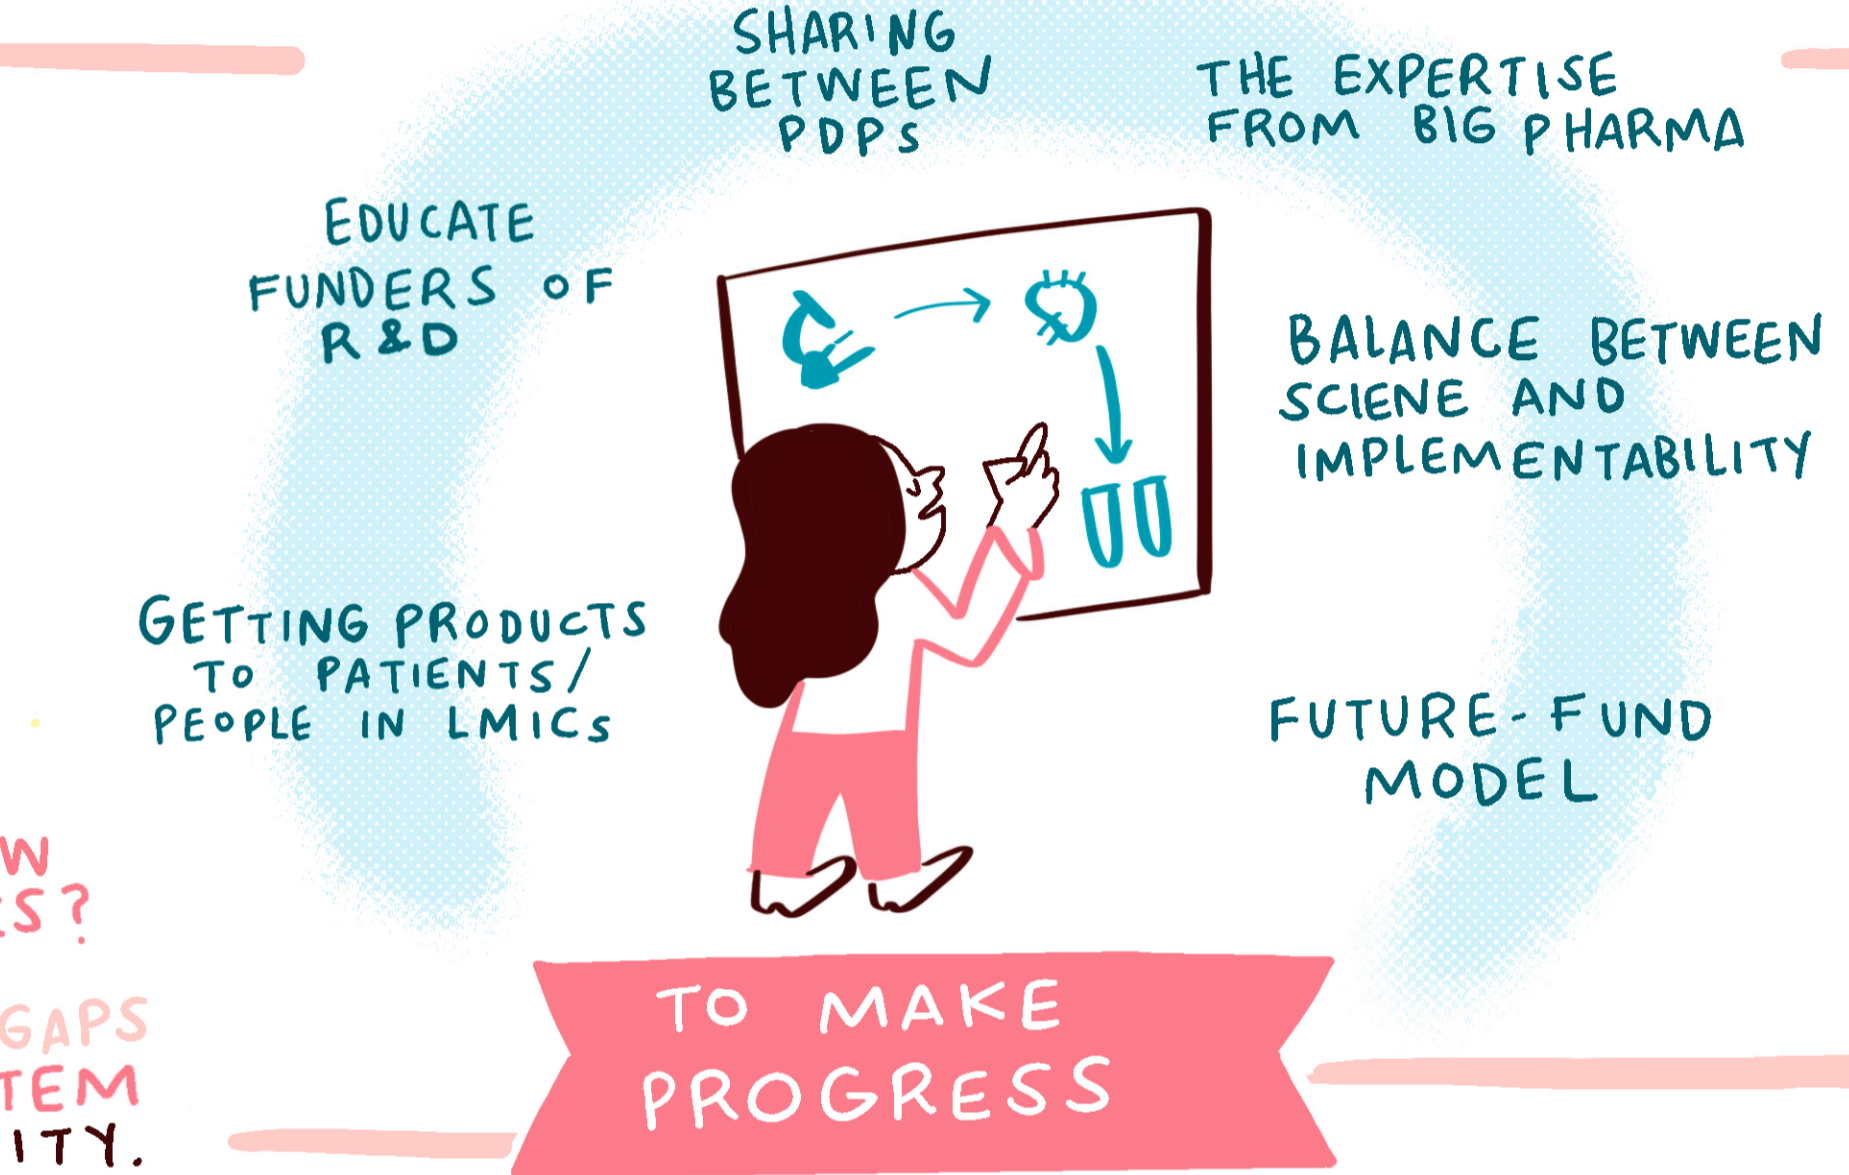 SHARING
BETWEEN
PDPs
THE EXPERTISE
FROM BIG PHARMA
EDUCATE
FUNDERS OF
R&D
BALANCE BETWEEN
SCIENE AND
IMPLEMENTABILITY
GETTING PRODUCTS
TO PATIENTS/
PEOPLE IN LMICs
FUTURE-FUND
MODEL
GAPS
TO MAKE
PROGRESS